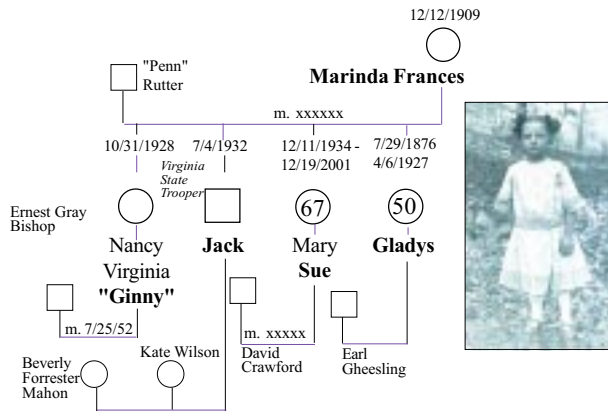 12/12/1909
"Penn"
Rutter
Marinda Frances
m. xxxxxx
10/31/1928
7/4/1932
12/11/1934 -
12/19/2001
7/29/1876
4/6/1927
Virginia
State
Trooper
Ernest Gray
Bishop
67
50
Nancy
Virginia
"Ginny"
Jack
Mary
Sue
Gladys
m. 7/25/52
m. xxxxx
David
Crawford
Earl
Gheesling
Beverly
Forrester
Mahon
Kate Wilson